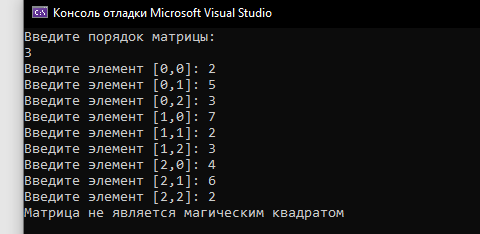 Консоль отладки Microsoft Visual Studio
Введите порядок матрицы:
3
Введите элемент [0,0]: 2
Введите элемент [0,1]: 5
Введите элемент [0,2]: 3
Введите элемент [1,0]: 7
Введите элемент [1,1]: 2
Введите элемент [1,2]: 3
Введите элемент [2,0]: 4
Введите элемент [2,1]: 6
Введите элемент [2,2]: 2
Матрица не является магическим квадратом